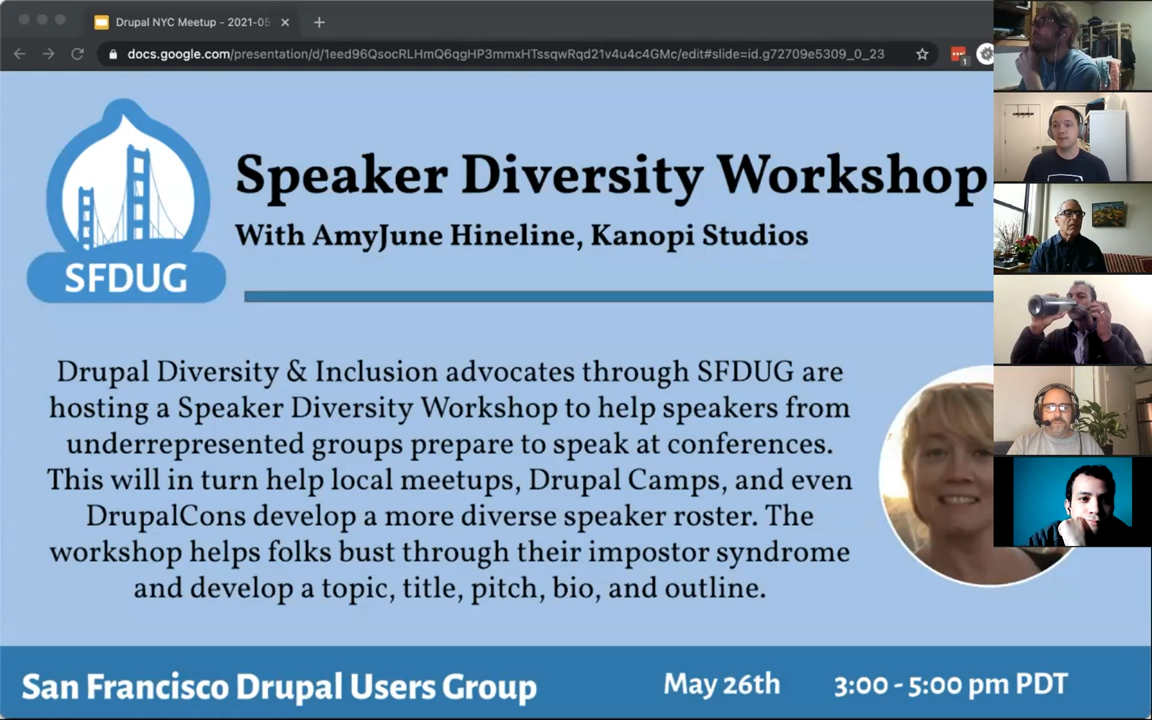 Drupal NYC Meetup - 2021-05
docs.google.com/presentation/d/1eed96QsocRLHmQ6qgHP3mmxHTssqwRqd21v4u4c4GMc/edit#slide=id.g72709e5309_0_23
1
Speaker Diversity Workshop
With AmyJune Hineline, Kanopi Studios
SFDUG
Drupal Diversity & Inclusion advocates through SFDUG are
hosting a Speaker Diversity Workshop to help speakers from
underrepresented groups prepare to speak at conferences.
This will in turn help local meetups, Drupal Camps, and even
DrupalCons develop a more diverse speaker roster. The
workshop helps folks bust through their impostor syndrome
and develop a topic, title, pitch, bio, and outline.
San Francisco Drupal Users Group
May 26th
3:00 - 5:00 pm PDT